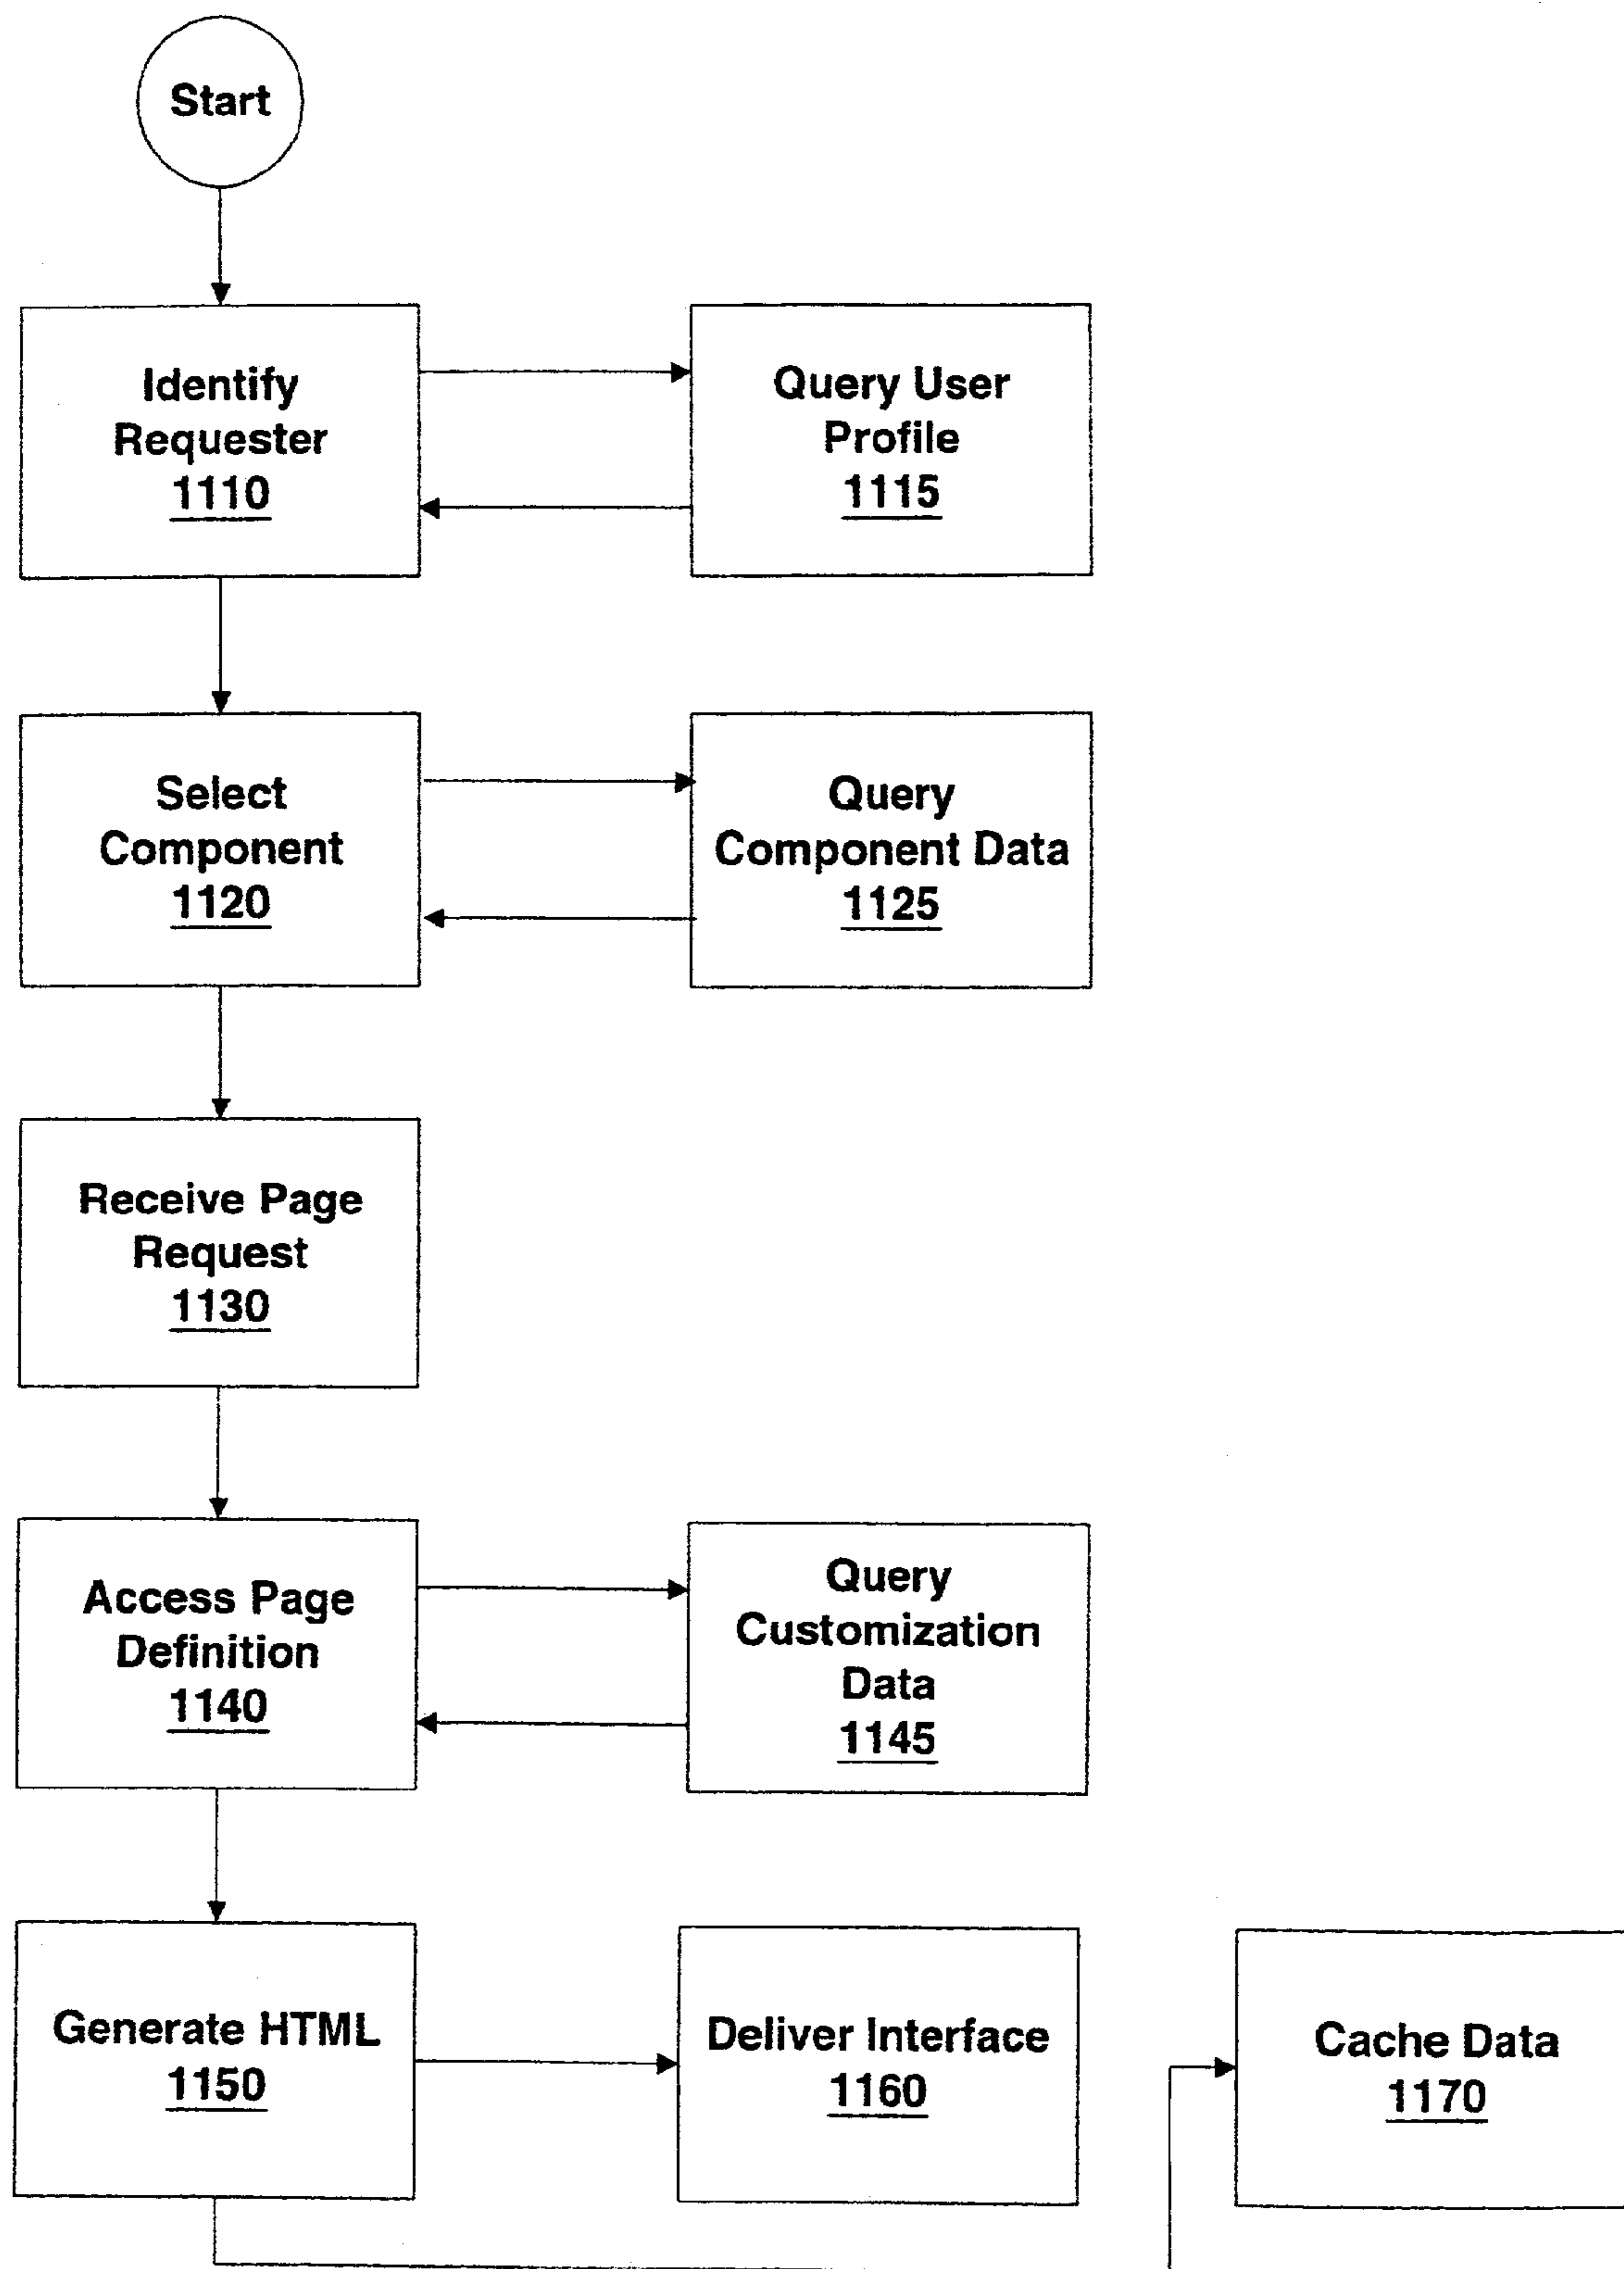 Start
Identify
Requester
1110
Query User
Profile
1115
Select
Component
1120
Query
Component Data
1125
Receive Page
Request
1130
Access Page
Definition
1140
Query
Customization
Data
1145
Generate HTML
1150
Deliver Interface
1160
Cache Data
1170